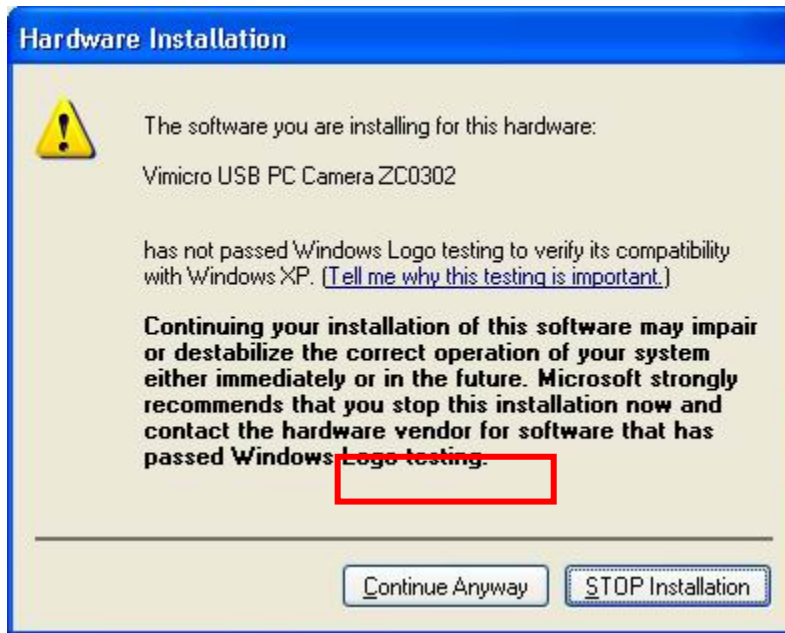 Hardware Installation
The software you are installing for this hardware:
Vimicro USB PC Camera ZC0302
has not passed Windows Logo testing to verify its compatibility
with Windows XP. (Tell me why this testing is important.)
Continuing your installation of this software may impair
or destabilize the correct operation of your system
either immediately or in the future. Microsoft strongly
recommends that you stop this installation now and
contact the hardware vendor for software that has
passed Windows Logo testing.
Continue Anyway STOP Installation